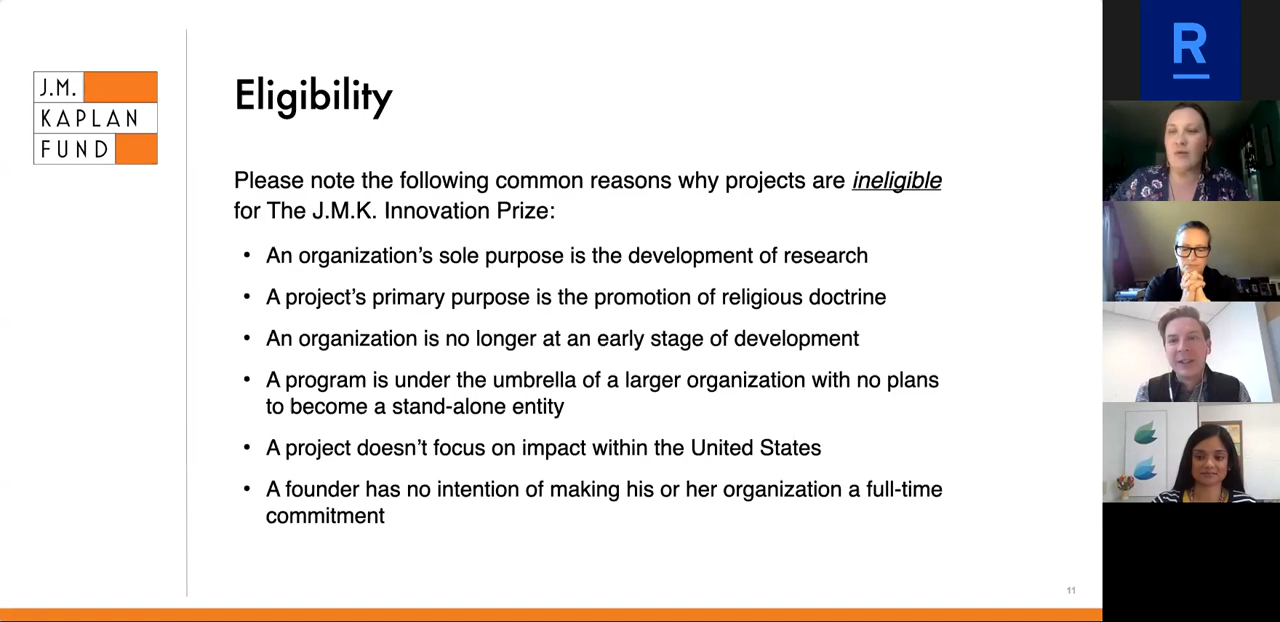 J.M.
KAPLAN
FUND
Eligibility
Please note the following common reasons why projects are ineligible
for The J.M.K. Innovation Prize:
• An organization’s sole purpose is the development of research
• A project’s primary purpose is the promotion of religious doctrine
• An organization is no longer at an early stage of development
• A program is under the umbrella of a larger organization with no plans
to become a stand-alone entity
• A project doesn’t focus on impact within the United States
• A founder has no intention of making his or her organization a full-time
commitment
11
R